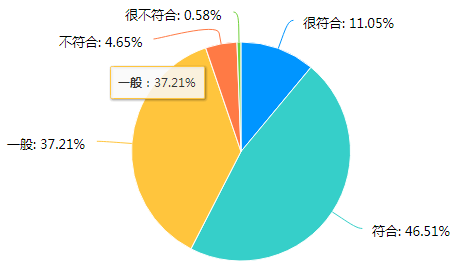 很不符合: 0.58%
很符合: 11.05%
不符合: 4.65%
一般：37.21%
一般: 37.21%
符合: 46.51%